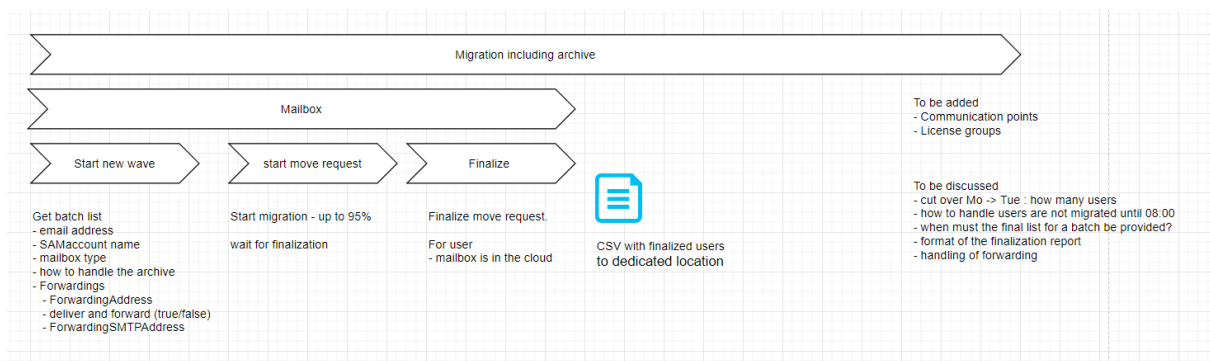 Migration including archive
Mailbox
Start new wave
start move request
Finalize
Get batch list
- email address
- SAMaccount name
- mailbox type
- how to handle the archive
- Forwardings
- ForwardingAddress
- deliver and forward (true/false)
- ForwardingSMTPAddress
Start migration - up to 95%
wait for finalization
Finalize move request.
For user
- mailbox is in the cloud
CSV with finalized users
to dedicated location
To be added
- Communication points
- License groups
To be discussed
- cut over Mo -> Tue : how many users
- how to handle users are not migrated until 08:00
- when must the final list for a batch be provided?
- format of the finalization report
- handling of forwarding